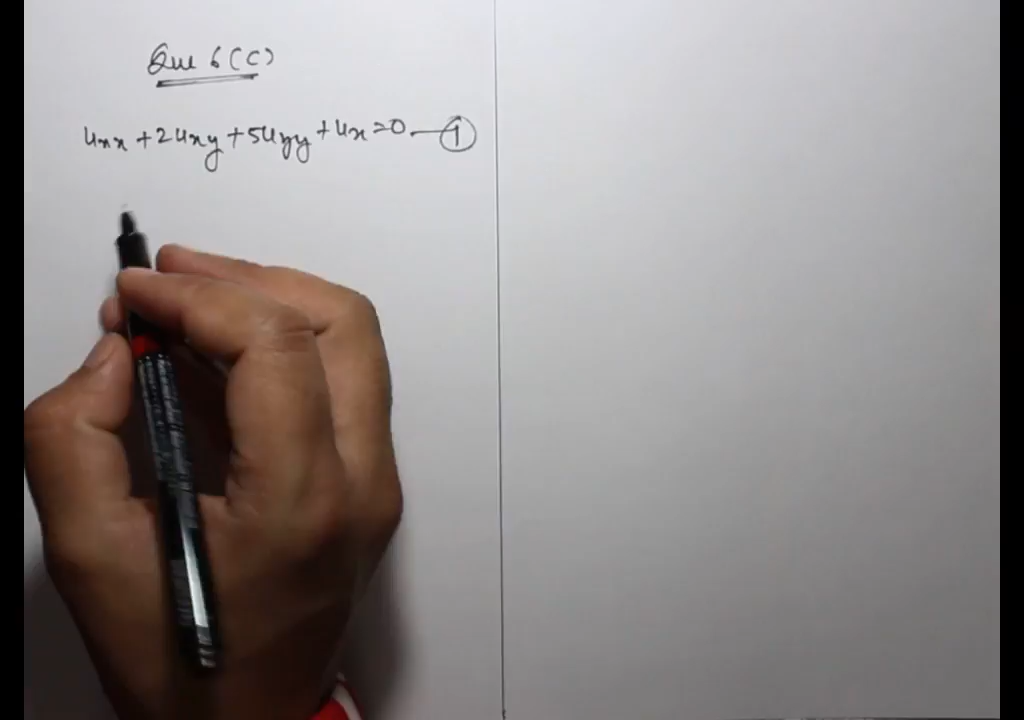 Que 6 (C)
uxx + 2uxy + 5uyy + ux = 0 — ①